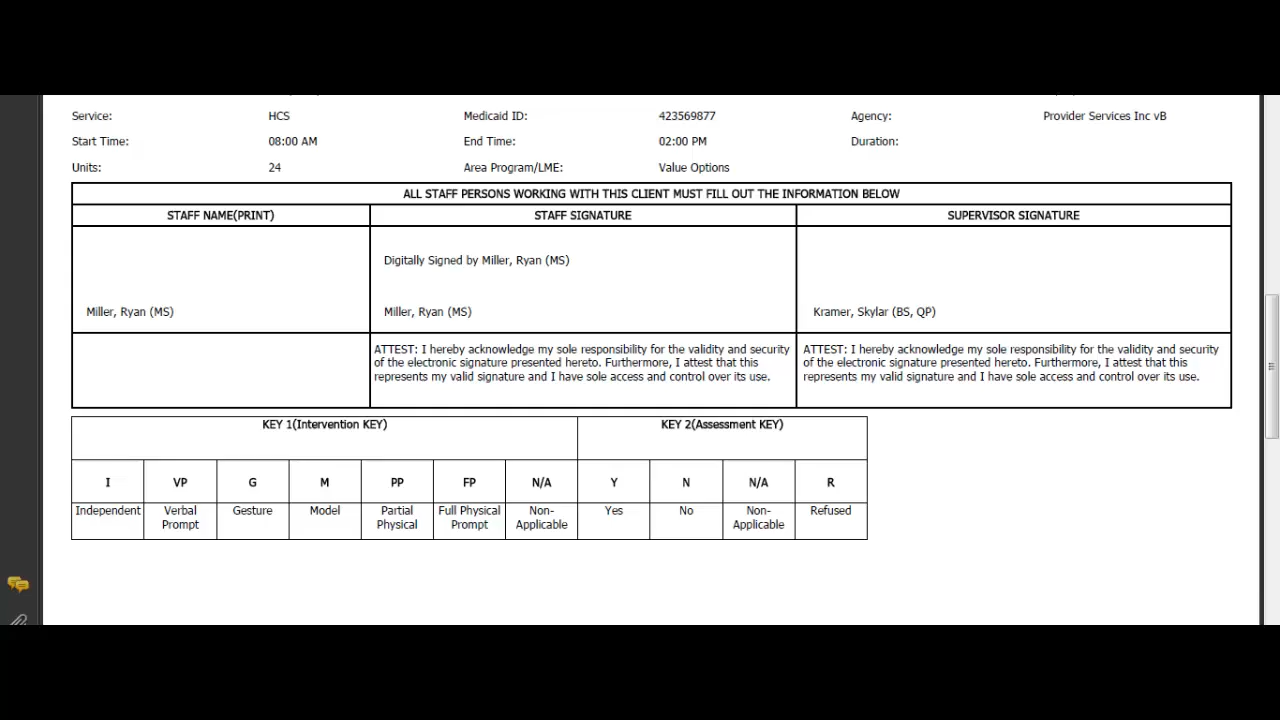 Service: HCS Medicaid ID: 423569877 Agency: Provider Services Inc vB
Start Time: 08:00 AM End Time: 02:00 PM Duration:
Units: 24 Area Program/LME: Value Options
ALL STAFF PERSONS WORKING WITH THIS CLIENT MUST FILL OUT THE INFORMATION BELOW
STAFF NAME(PRINT) STAFF SIGNATURE SUPERVISOR SIGNATURE
Digitally Signed by Miller, Ryan (MS)
Miller, Ryan (MS) Miller, Ryan (MS) Kramer, Skylar (BS, QP)
ATTEST: I hereby acknowledge my sole responsibility for the validity and security
of the electronic signature presented hereto. Furthermore, I attest that this
represents my valid signature and I have sole access and control over its use.
ATTEST: I hereby acknowledge my sole responsibility for the validity and security
of the electronic signature presented hereto. Furthermore, I attest that this
represents my valid signature and I have sole access and control over its use.
KEY 1(Intervention KEY) KEY 2(Assessment KEY)
I VP G M PP FP N/A Y N N/A R
Independent Verbal Gesture Model Partial Full Physical Non- Yes No Non- Refused
Prompt Physical Prompt Applicable Applicable